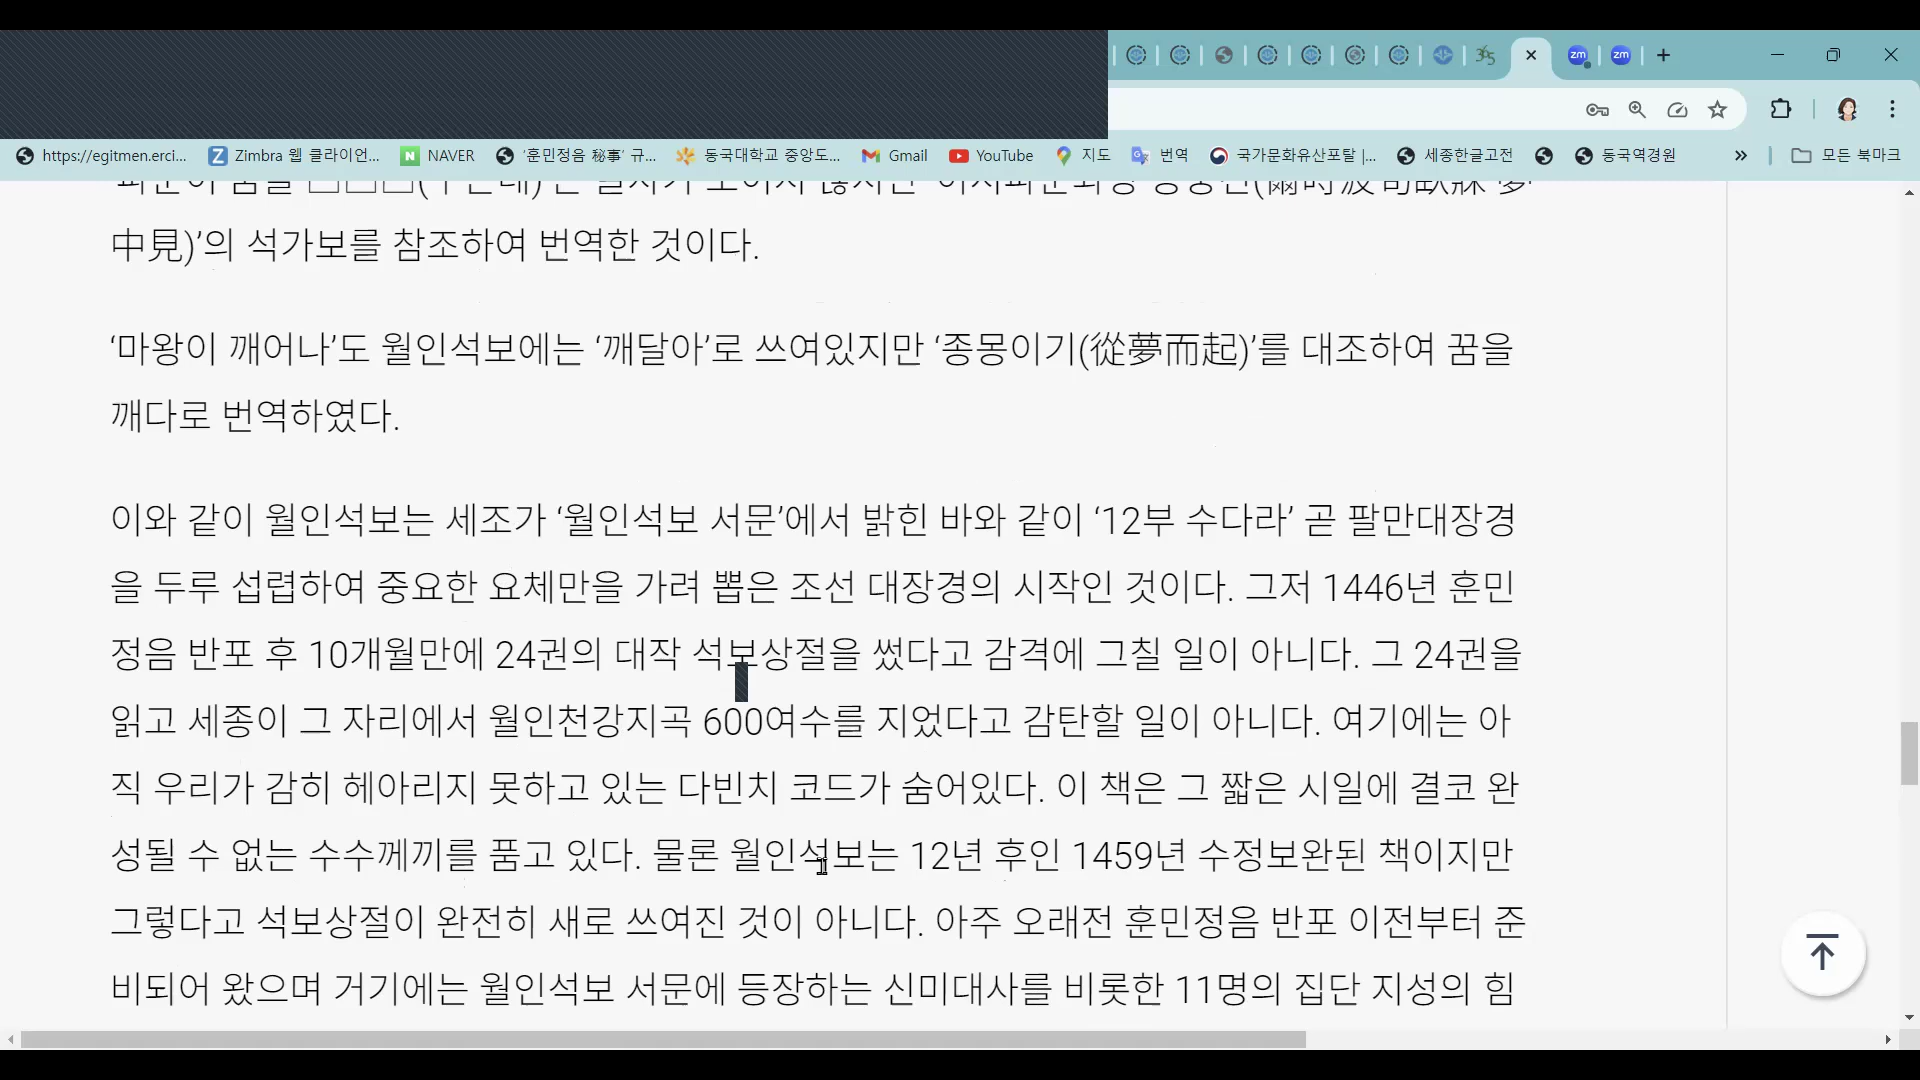 https://egitmen.erci...
Zimbra 웹 클라이언...
NAVER
'훈민정음 秘事' 규...
동국대학교 중앙도...
Gmail
YouTube
지도
번역
국가문화유산포탈 |...
세종한글고전
동국역경원
»
모든 북마크
zm
zm
中見)’의 석가보를 참조하여 번역한 것이다.
‘마왕이 깨어나’도 월인석보에는 ‘깨달아’로 쓰여있지만 ‘종몽이기(從夢而起)’를 대조하여 꿈을
깨다로 번역하였다.
이와 같이 월인석보는 세조가 ‘월인석보 서문’에서 밝힌 바와 같이 ‘12부 수다라’ 곧 팔만대장경
을 두루 섭렵하여 중요한 요체만을 가려 뽑은 조선 대장경의 시작인 것이다. 그저 1446년 훈민
정음 반포 후 10개월만에 24권의 대작 석보상절을 썼다고 감격에 그칠 일이 아니다. 그 24권을
읽고 세종이 그 자리에서 월인천강지곡 600여수를 지었다고 감탄할 일이 아니다. 여기에는 아
직 우리가 감히 헤아리지 못하고 있는 다빈치 코드가 숨어있다. 이 책은 그 짧은 시일에 결코 완
성될 수 없는 수수께끼를 품고 있다. 물론 월인석보는 12년 후인 1459년 수정보완된 책이지만
그렇다고 석보상절이 완전히 새로 쓰여진 것이 아니다. 아주 오래전 훈민정음 반포 이전부터 준
비되어 왔으며 거기에는 월인석보 서문에 등장하는 신미대사를 비롯한 11명의 집단 지성의 힘